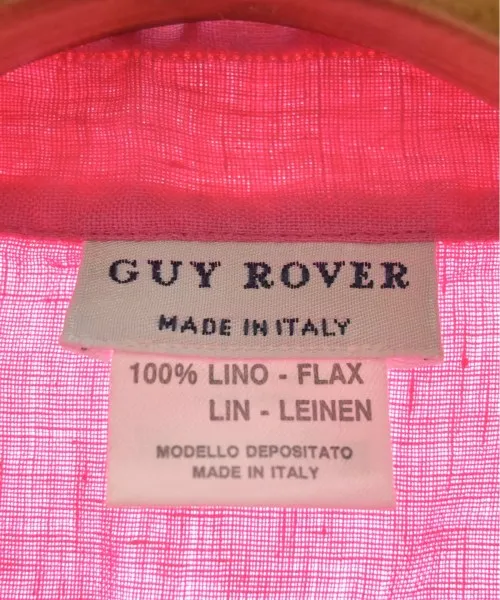 GUY ROVER
MADE IN ITALY
100% LINO - FLAX
LIN - LEINEN
MODELLO DEPOSITATO
MADE IN ITALY